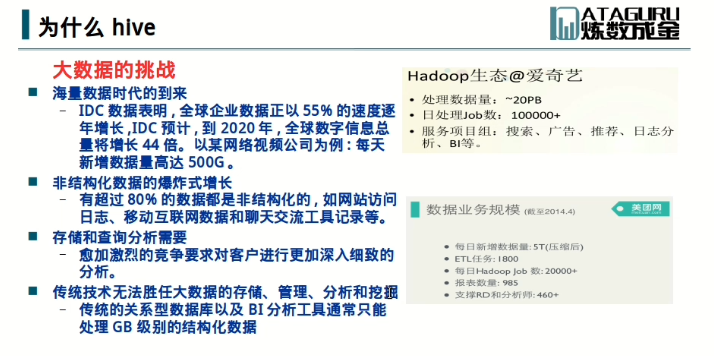 为什么 hive
DATAGURU
炼数成金
大数据的挑战
海量数据时代的到来
– IDC 数据表明 , 全球企业数据正以 55% 的速度逐
年增长 ,IDC 预计 , 到 2020 年 , 全球数字信息总
量将增长 44 倍。 以某网络视频公司为例 : 每天
新增数据量高达 500G 。
非结构化数据的爆炸式增长
– 有超过 80% 的数据都是非结构化的 , 如网站访问
日志、移动互联网数据和聊天交流工具记录等。
存储和查询分析需要
– 愈加激烈的竞争要求对客户进行更加深入细致的
分析。
传统技术无法胜任大数据的存储、管理、分析和挖掘
– 传统的关系型数据库以及 BI 分析工具通常只能
处理 GB 级别的结构化数据
Hadoop生态@爱奇艺
• 处理数据量：~20PB
• 日处理Job数：100000+
• 服务项目组：搜索、广告、推荐、日志分
析、BI等。
数据业务规模 (截至2014.4)
美团网
• 每日新增数据量: 5T(压缩后)
• ETL任务: 1800
• 每日Hadoop Job 数: 20000+
• 报表数量: 985
• 支撑RD和分析师: 460+